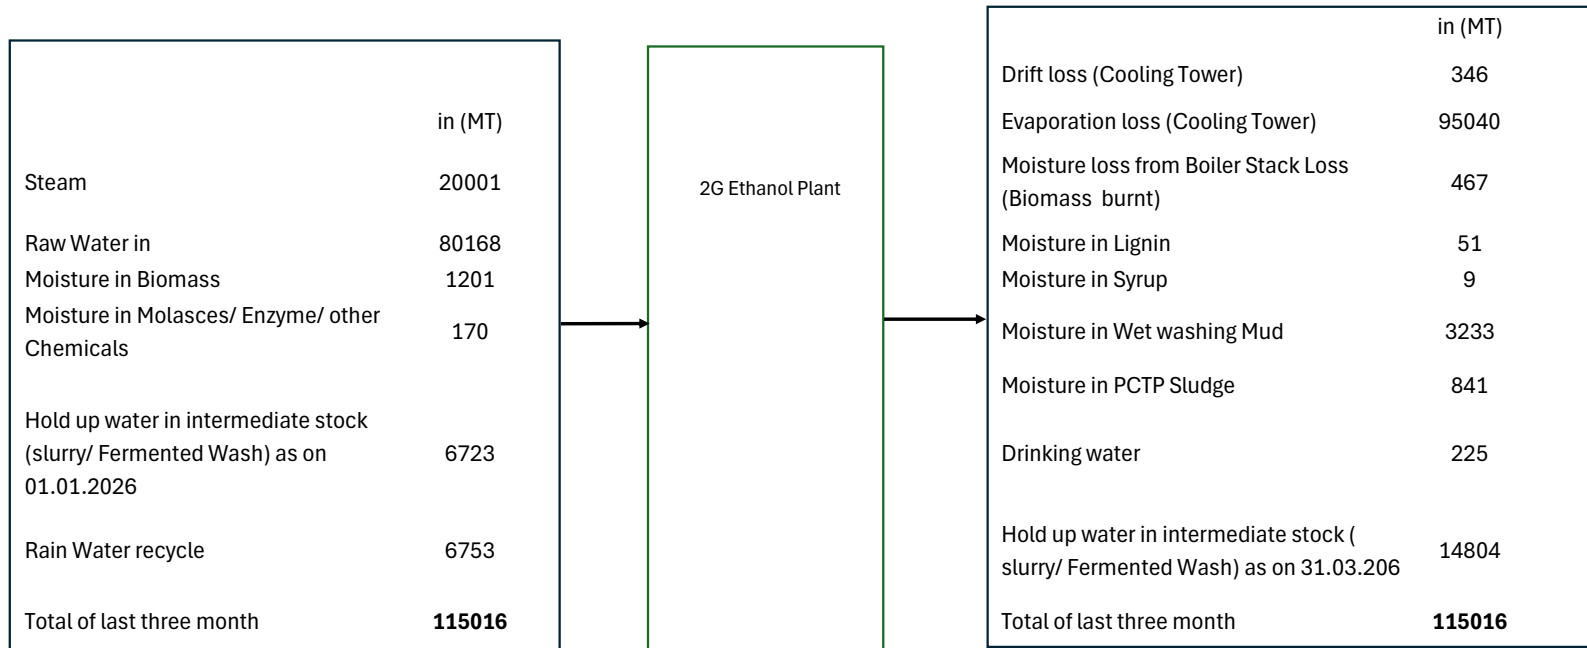 in (MT)
Steam 20001
Raw Water in 80168
Moisture in Biomass 1201
Moisture in Molasces/ Enzyme/ other
Chemicals 170
Hold up water in intermediate stock
(slurry/ Fermented Wash) as on 6723
01.01.2026
Rain Water recycle 6753
Total of last three month 115016
2G Ethanol Plant
in (MT)
Drift loss (Cooling Tower) 346
Evaporation loss (Cooling Tower) 95040
Moisture loss from Boiler Stack Loss
(Biomass burnt) 467
Moisture in Lignin 51
Moisture in Syrup 9
Moisture in Wet washing Mud 3233
Moisture in PCTP Sludge 841
Drinking water 225
Hold up water in intermediate stock (
slurry/ Fermented Wash) as on 31.03.206 14804
Total of last three month 115016